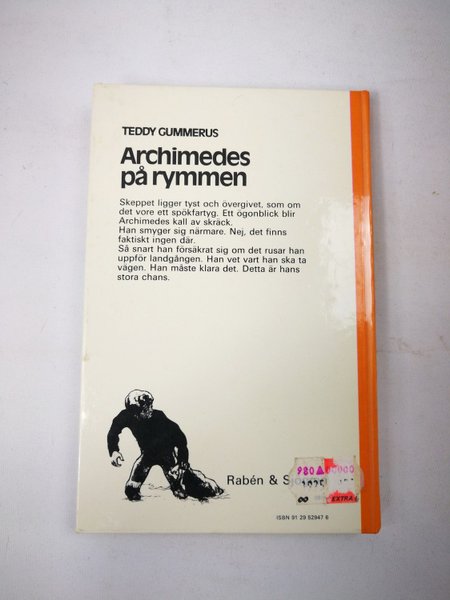 TEDDY GUMMERUS
Archimedes
på rymmen
Skeppet ligger tyst och övergivet, som om
det vore ett spökfartyg. Ett ögonblick blir
Archimedes kall av skräck.
Han smyger sig närmare. Nej, det finns
faktiskt ingen där.
Så snart han försäkrat sig om det rusar han
uppför landgången. Han vet vart han ska ta
vägen. Han måste klara det. Detta är hans
stora chans.
980
Rabén &
EXTRA
ISBN 91 29 52947 6